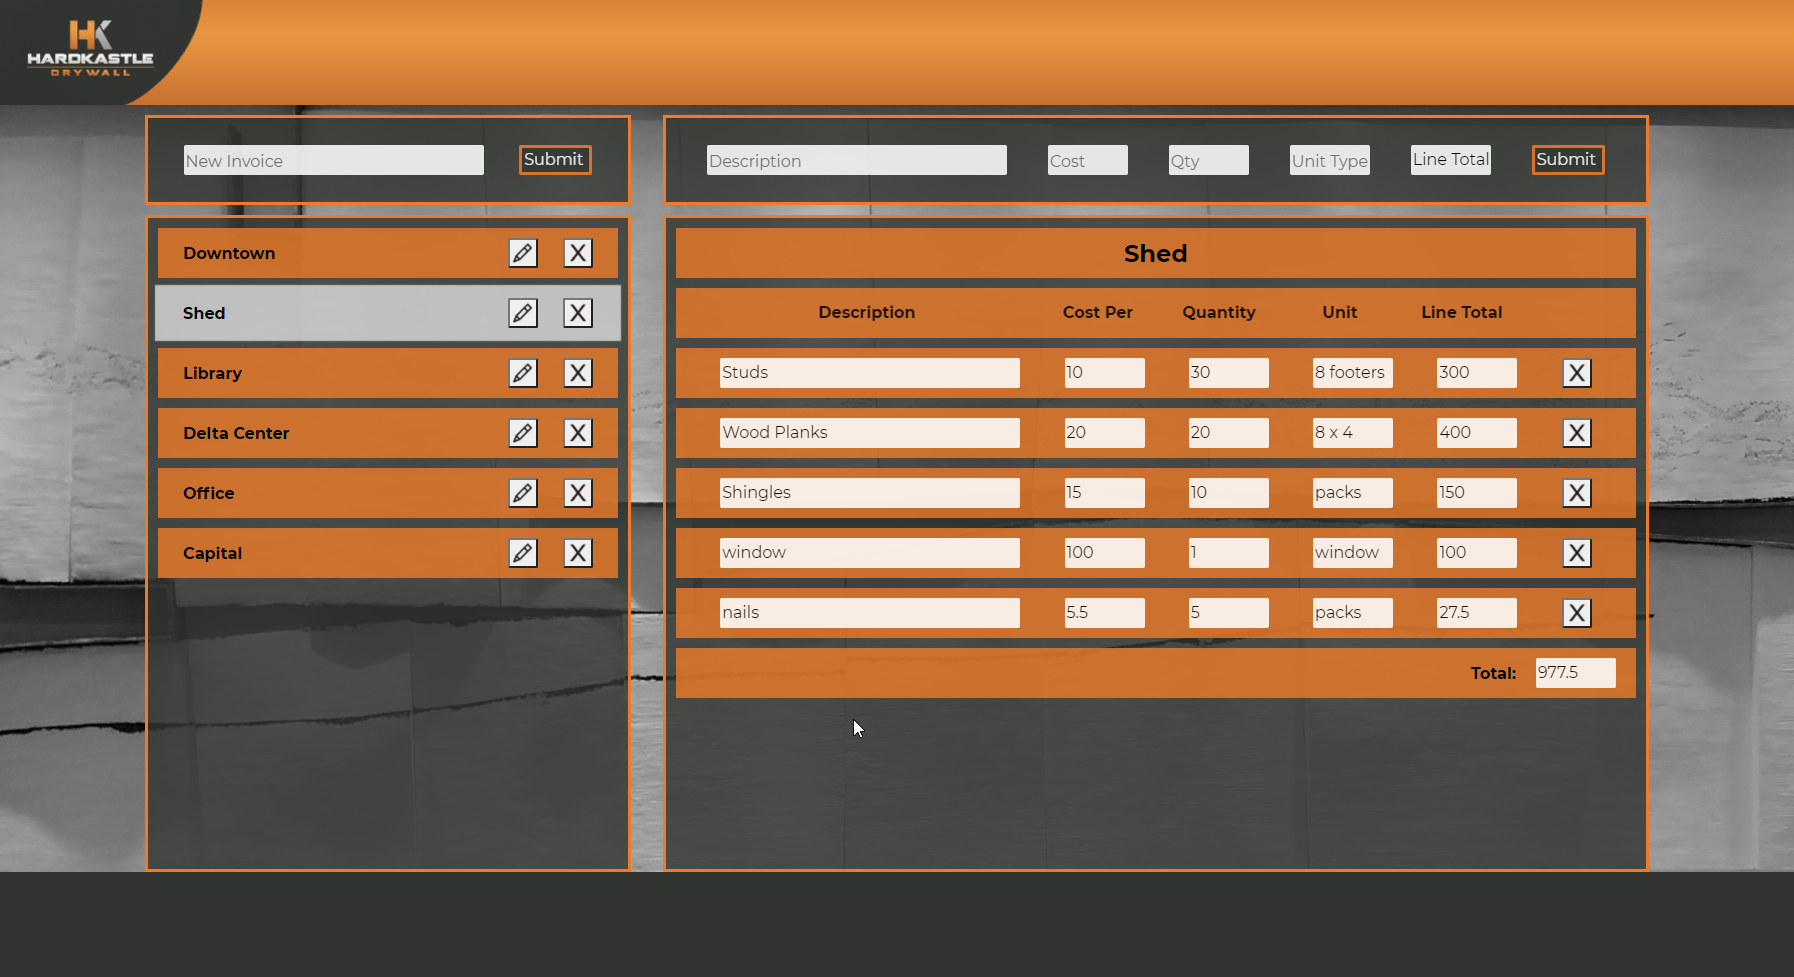 HK
HARDKASTLE
DRYWALL
New Invoice Submit
Description Cost Qty Unit Type Line Total Submit
Downtown X
Shed X
Library X
Delta Center X
Office X
Capital X
Shed
Description Cost Per Quantity Unit Line Total
Studs 10 30 8 footers 300 X
Wood Planks 20 20 8 x 4 400 X
Shingles 15 10 packs 150 X
window 100 1 window 100 X
nails 5.5 5 packs 27.5 X
Total: 977.5